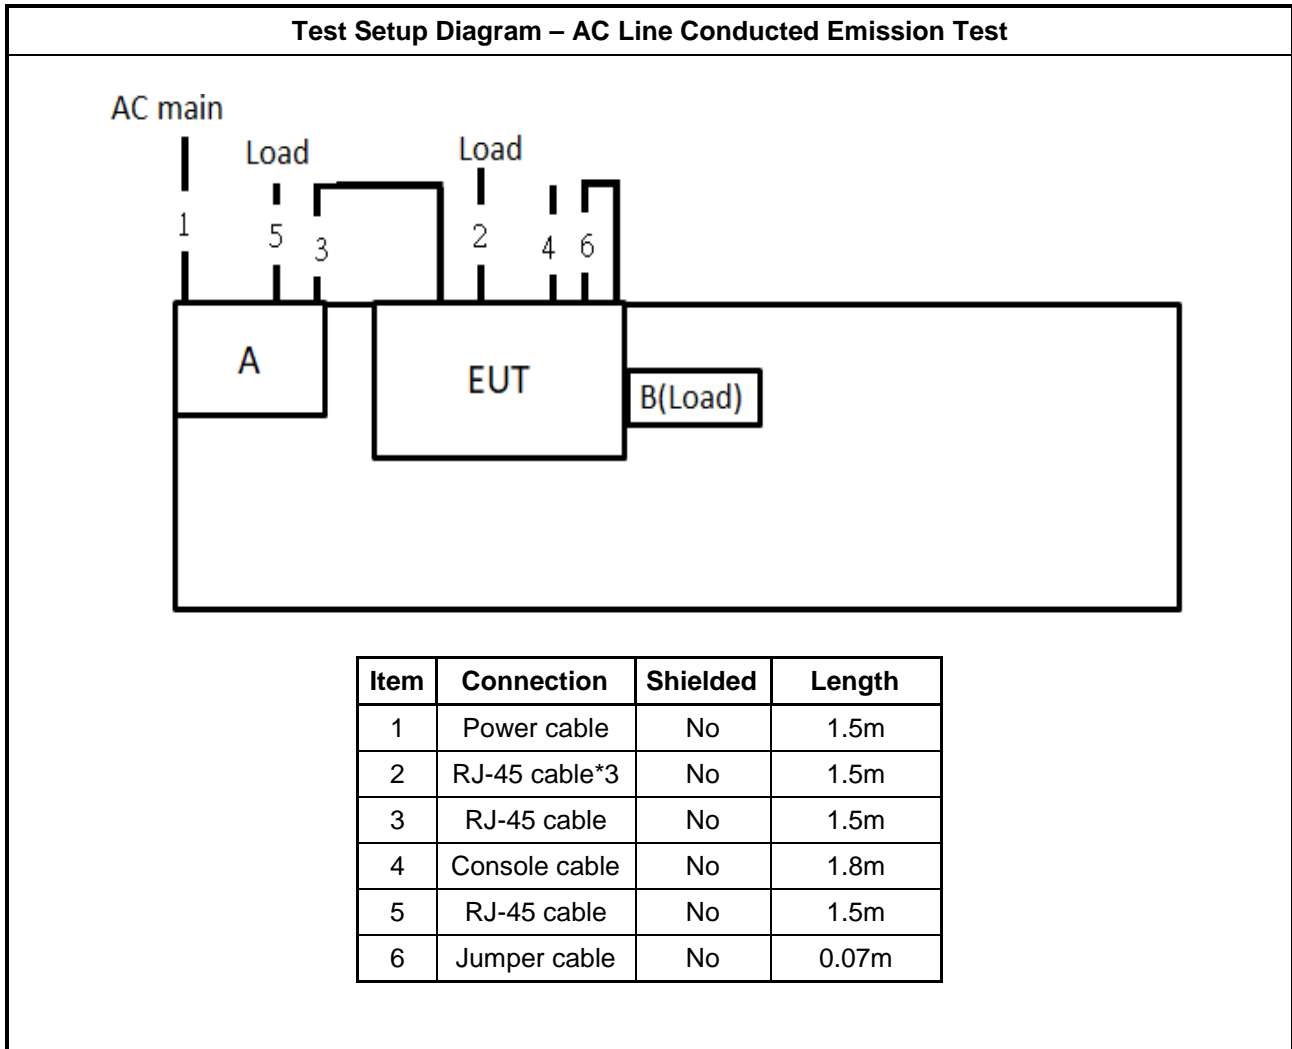 Test Setup Diagram – AC Line Conducted Emission Test
AC main
Load
Load
1
5
3
2
4
6
A
EUT
B(Load)
Item Connection Shielded Length
1 Power cable No 1.5m
2 RJ-45 cable*3 No 1.5m
3 RJ-45 cable No 1.5m
4 Console cable No 1.8m
5 RJ-45 cable No 1.5m
6 Jumper cable No 0.07m